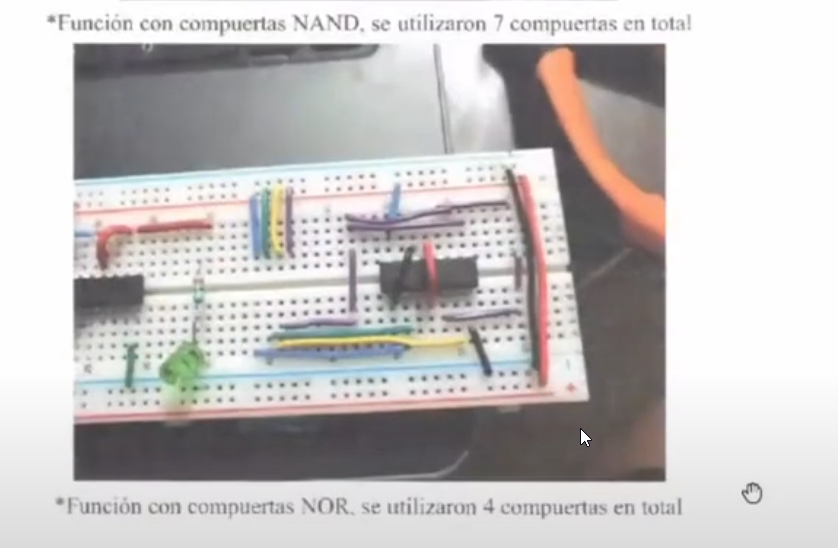 *Función con compuertas NAND, se utilizaron 7 compuertas en total
*Función con compuertas NOR, se utilizaron 4 compuertas en total